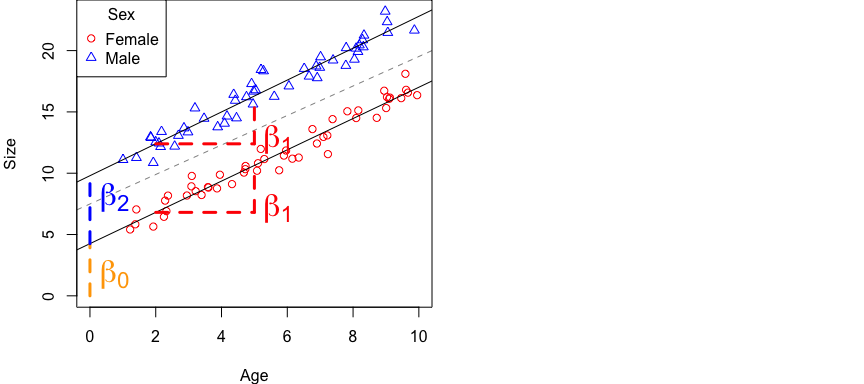 Sex
Female
Male
Size
0
5
10
15
20
β1
β2
β1
β0
0 2 4 6 8 10
Age